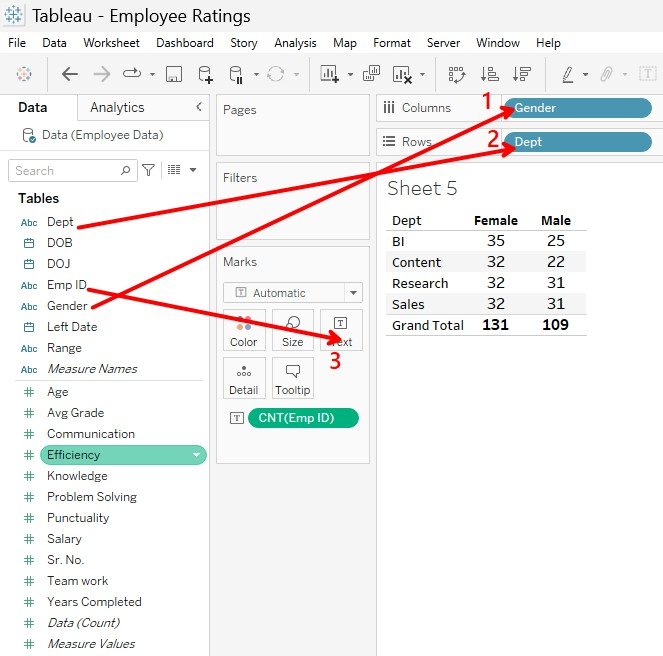 Tableau - Employee Ratings
File Data Worksheet Dashboard Story Analysis Map Format Server Window Help
Data Analytics
Data (Employee Data)
Search
Tables
Abc Dept
DOB
DOJ
Abc Emp ID
Abc Gender
Left Date
Abc Range
Abc Measure Names
# Age
# Avg Grade
# Communication
# Efficiency
# Knowledge
# Problem Solving
# Punctuality
# Salary
# Sr. No.
# Team work
# Years Completed
# Data (Count)
# Measure Values
Pages
Filters
Marks
T Automatic
Color Size Text
3
Detail Tooltip
T CNT(Emp ID)
Columns 1 Gender
Rows 2 Dept
Sheet 5
Dept Female Male
BI 35 25
Content 32 22
Research 32 31
Sales 32 31
Grand Total 131 109